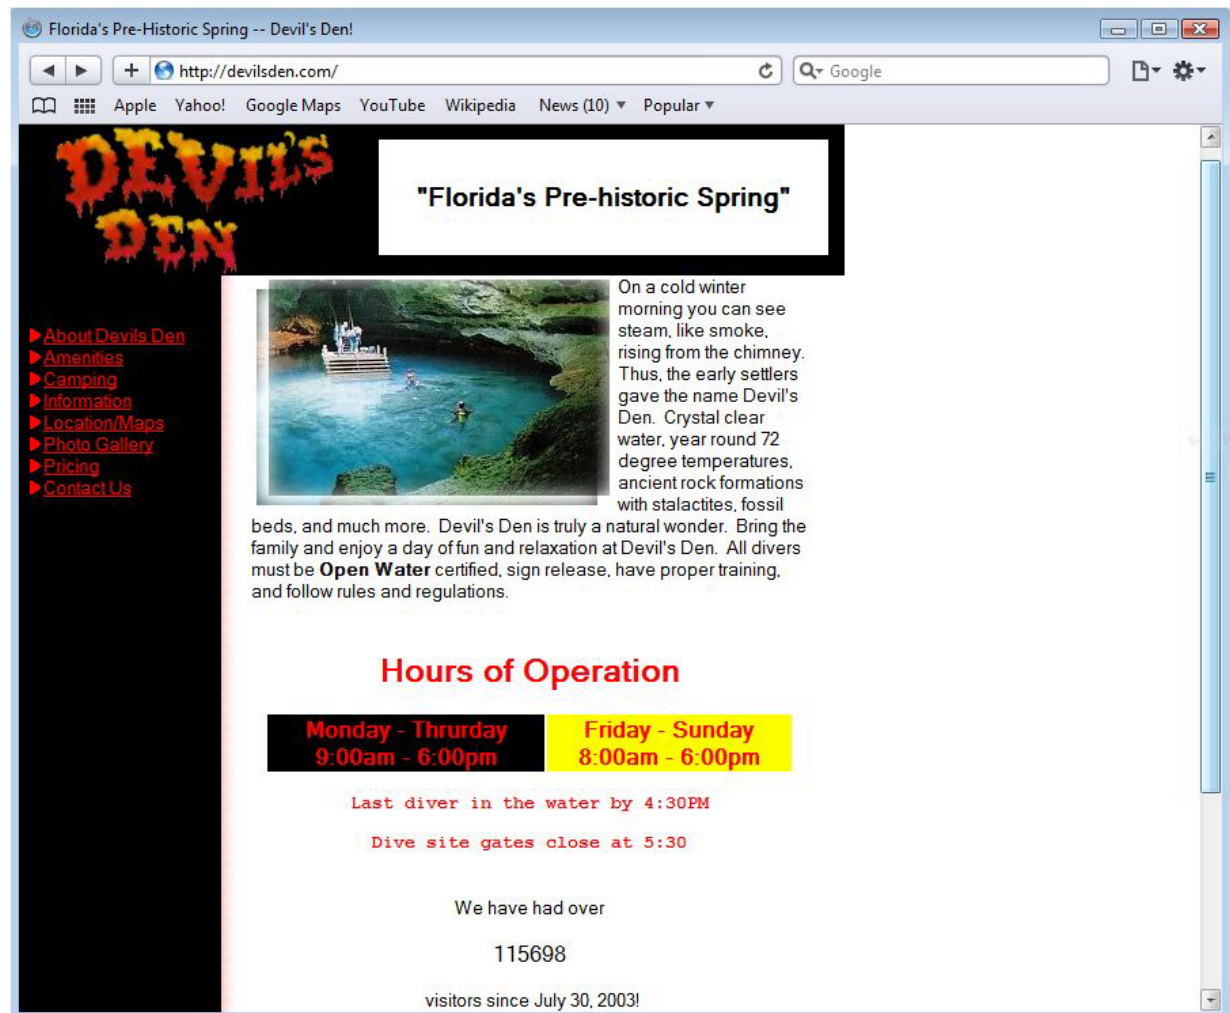 Florida's Pre-Historic Spring -- Devil's Den!
http://devilsden.com/
Google
Apple Yahoo! Google Maps YouTube Wikipedia News (10) Popular
DEVIL'S
DEN
"Florida's Pre-historic Spring"
About Devils Den
Amenities
Camping
Information
Location/Maps
Photo Gallery
Pricing
Contact Us
On a cold winter
morning you can see
steam, like smoke,
rising from the chimney.
Thus, the early settlers
gave the name Devil's
Den. Crystal clear
water, year round 72
degree temperatures,
ancient rock formations
with stalactites, fossil
beds, and much more. Devil's Den is truly a natural wonder. Bring the
family and enjoy a day of fun and relaxation at Devil's Den. All divers
must be Open Water certified, sign release, have proper training,
and follow rules and regulations.
Hours of Operation
Monday - Thrurday
9:00am - 6:00pm
Friday - Sunday
8:00am - 6:00pm
Last diver in the water by 4:30PM
Dive site gates close at 5:30
We have had over
115698
visitors since July 30, 2003!